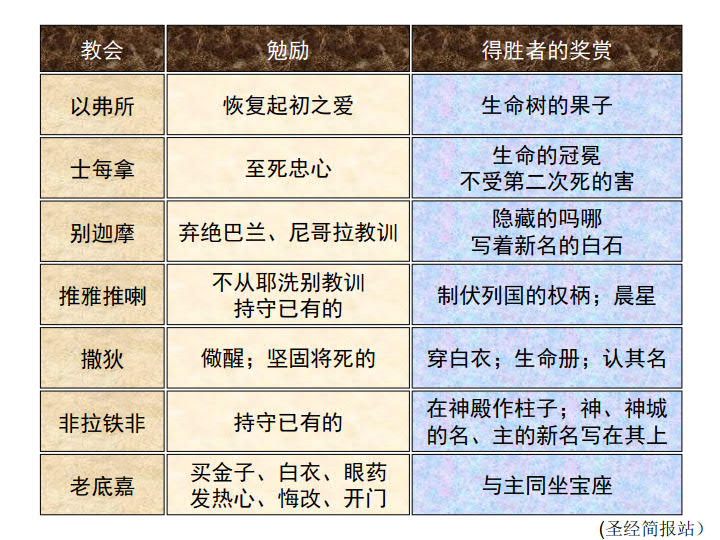 教会 勉励 得胜者的奖赏
以弗所 恢复起初之爱 生命树的果子
士每拿 至死忠心 生命的冠冕
不受第二次死的害
别迦摩 弃绝巴兰、尼哥拉教训 隐藏的吗哪
写着新名的白石
推雅推喇 不从耶洗别教训
持守已有的 制伏列国的权柄；晨星
撒狄 儆醒；坚固将死的 穿白衣；生命册；认其名
非拉铁非 持守已有的 在神殿作柱子；神、神城
的名、主的新名写在其上
老底嘉 买金子、白衣、眼药
发热心、悔改、开门 与主同坐宝座
(圣经简报站）